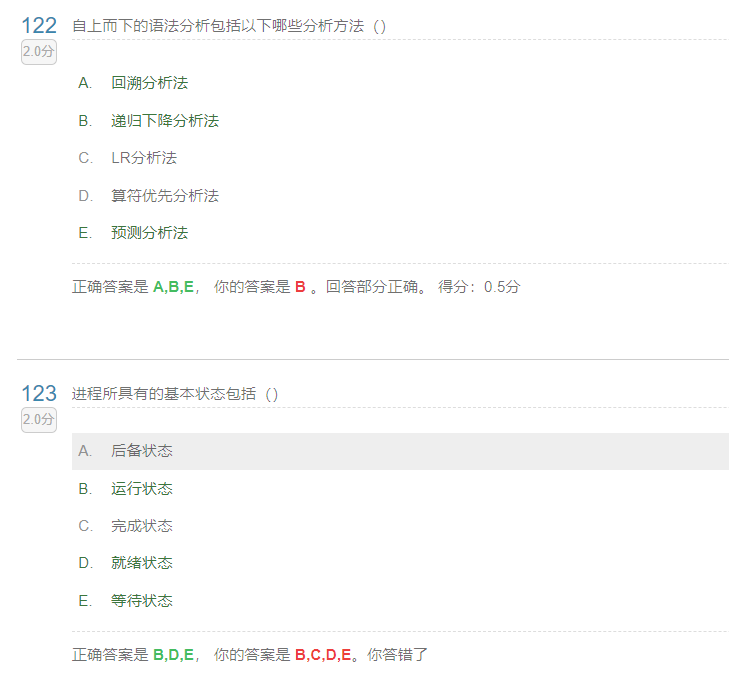 122 自上而下的语法分析包括以下哪些分析方法（）
2.0分
A. 回溯分析法
B. 递归下降分析法
C. LR分析法
D. 算符优先分析法
E. 预测分析法
正确答案是 A,B,E， 你的答案是 B 。回答部分正确。 得分：0.5分
123 进程所具有的基本状态包括（）
2.0分
A. 后备状态
B. 运行状态
C. 完成状态
D. 就绪状态
E. 等待状态
正确答案是 B,D,E， 你的答案是 B,C,D,E。你答错了